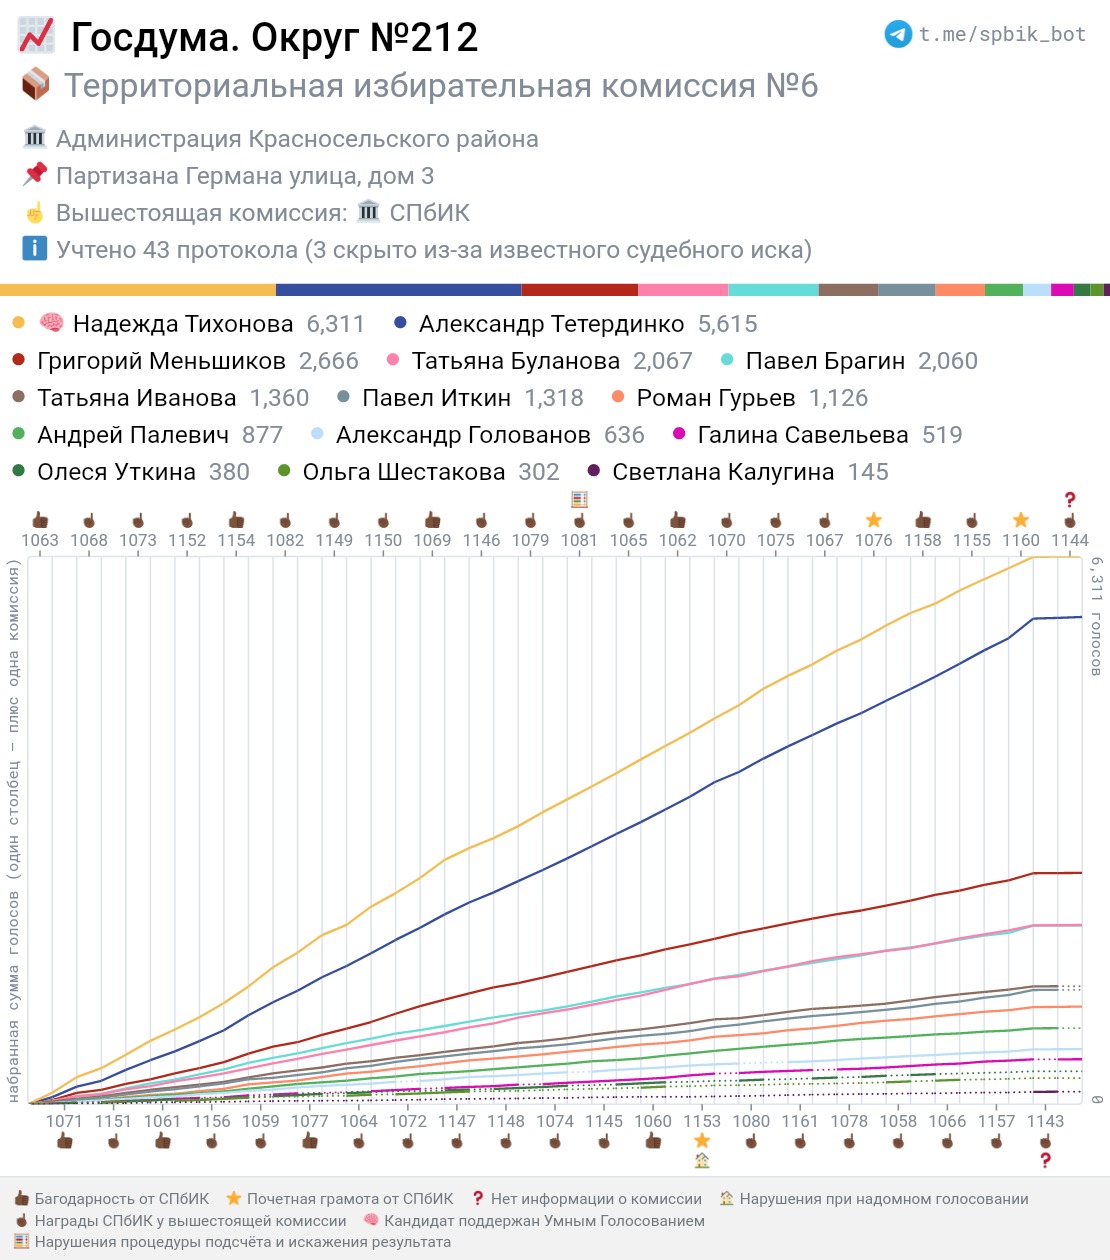 Госдума. Округ №212
t.me/spbik_bot
Территориальная избирательная комиссия №6
Администрация Красносельского района
Партизана Германа улица, дом 3
Вышестоящая комиссия: СПбИК
Учтено 43 протокола (3 скрыто из-за известного судебного иска)
Надежда Тихонова 6,311 Александр Тетердинко 5,615
Григорий Меньшиков 2,666 Татьяна Буланова 2,067 Павел Брагин 2,060
Татьяна Иванова 1,360 Павел Иткин 1,318 Роман Гурьев 1,126
Андрей Палевич 877 Александр Голованов 636 Галина Савельева 519
Олеся Уткина 380 Ольга Шестакова 302 Светлана Калугина 145
1063 1068 1073 1152 1154 1082 1149 1150 1069 1146 1079 1081 1065 1062 1070 1075 1067 1076 1158 1155 1160 1144
набранная сумма голосов (один столбец — плюс одна комиссия)
6,311 голосов
0
1071 1151 1061 1156 1059 1077 1064 1072 1147 1148 1074 1145 1060 1153 1080 1161 1078 1058 1066 1157 1143
Багодарность от СПбИК Почетная грамота от СПбИК Нет информации о комиссии Нарушения при надомном голосовании
Награды СПбИК у вышестоящей комиссии Кандидат поддержан Умным Голосованием
Нарушения процедуры подсчёта и искажения результата